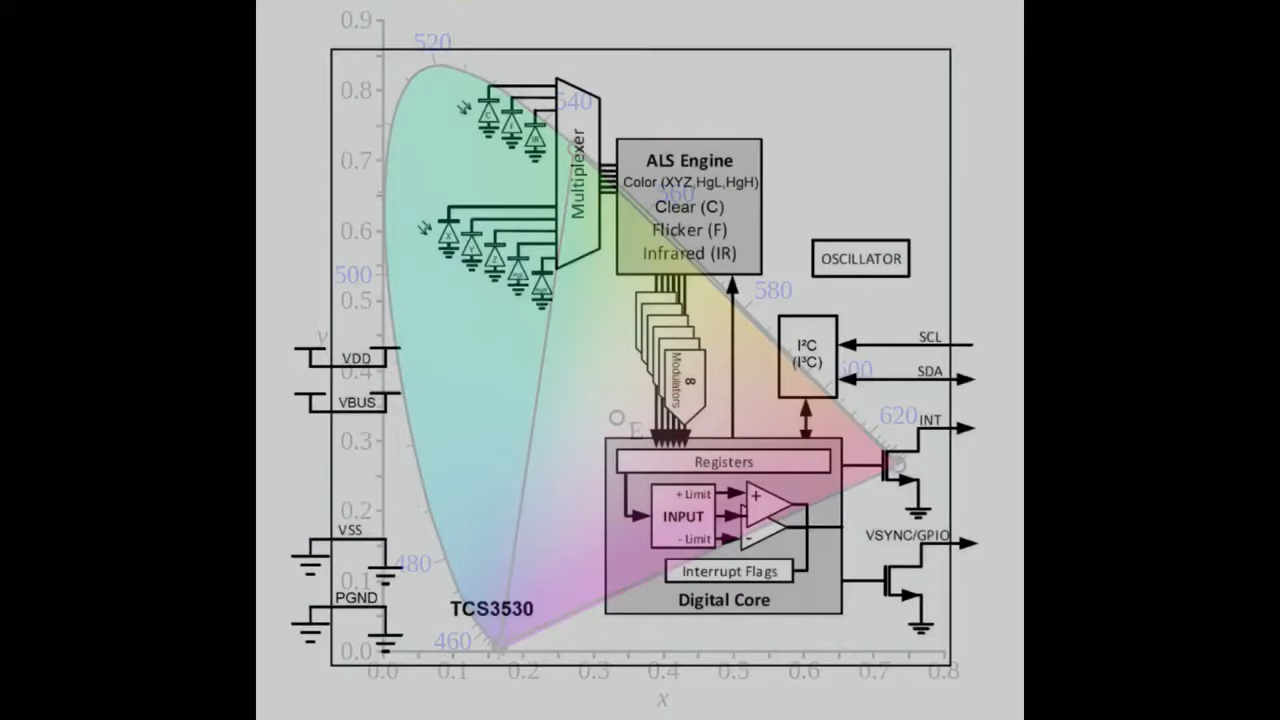 0.9
520
0.8
540
0.7
Multiplexer
C
F
IR
ALS Engine
Color (XYZ,HgL,HgH)
560
Clear (C)
Flicker (F)
Infrared (IR)
0.6
X
Y
Z
OSCILLATOR
500
580
0.5
I²C
(I³C)
SCL
SDA
y
VDD
0.4
600
8
Modulators
VBUS
620
INT
E
0.3
Registers
+ Limit
INPUT
- Limit
+
-
0.2
VSS
VSYNC/GPIO
480
Interrupt Flags
0.1
PGND
TCS3530
Digital Core
460
0.0
0.0 0.1 0.2 0.3 0.4 0.5 0.6 0.7 0.8
x